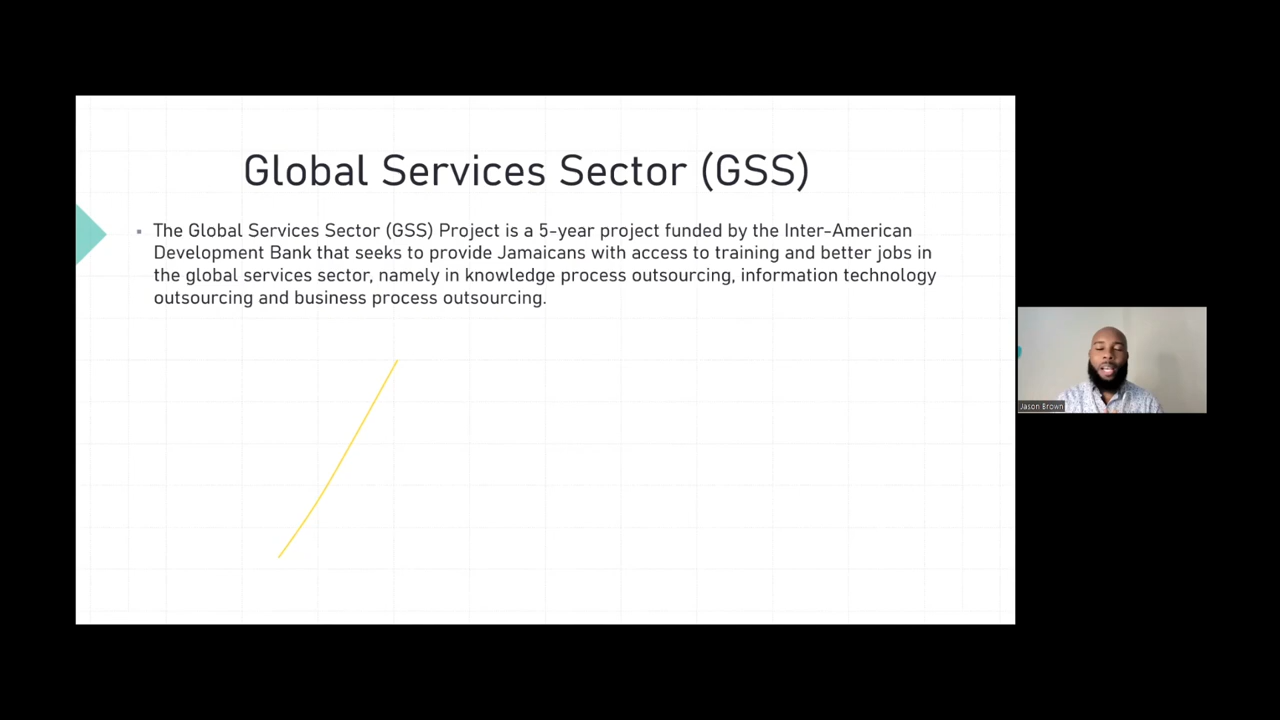 Global Services Sector (GSS)
▪ The Global Services Sector (GSS) Project is a 5-year project funded by the Inter-American
Development Bank that seeks to provide Jamaicans with access to training and better jobs in
the global services sector, namely in knowledge process outsourcing, information technology
outsourcing and business process outsourcing.
Jason Brown